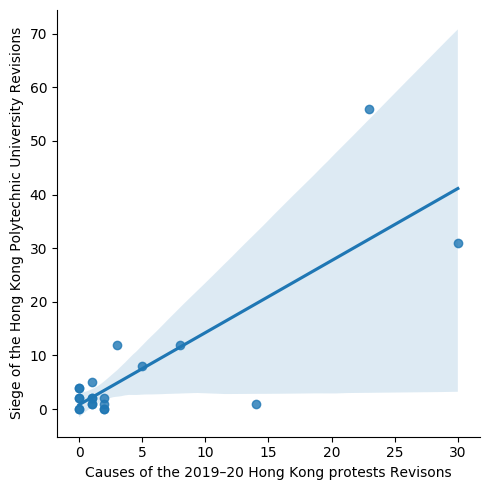 Siege of the Hong Kong Polytechnic University Revisions
70
60
50
40
30
20
10
0
0 5 10 15 20 25 30
Causes of the 2019–20 Hong Kong protests Revisons